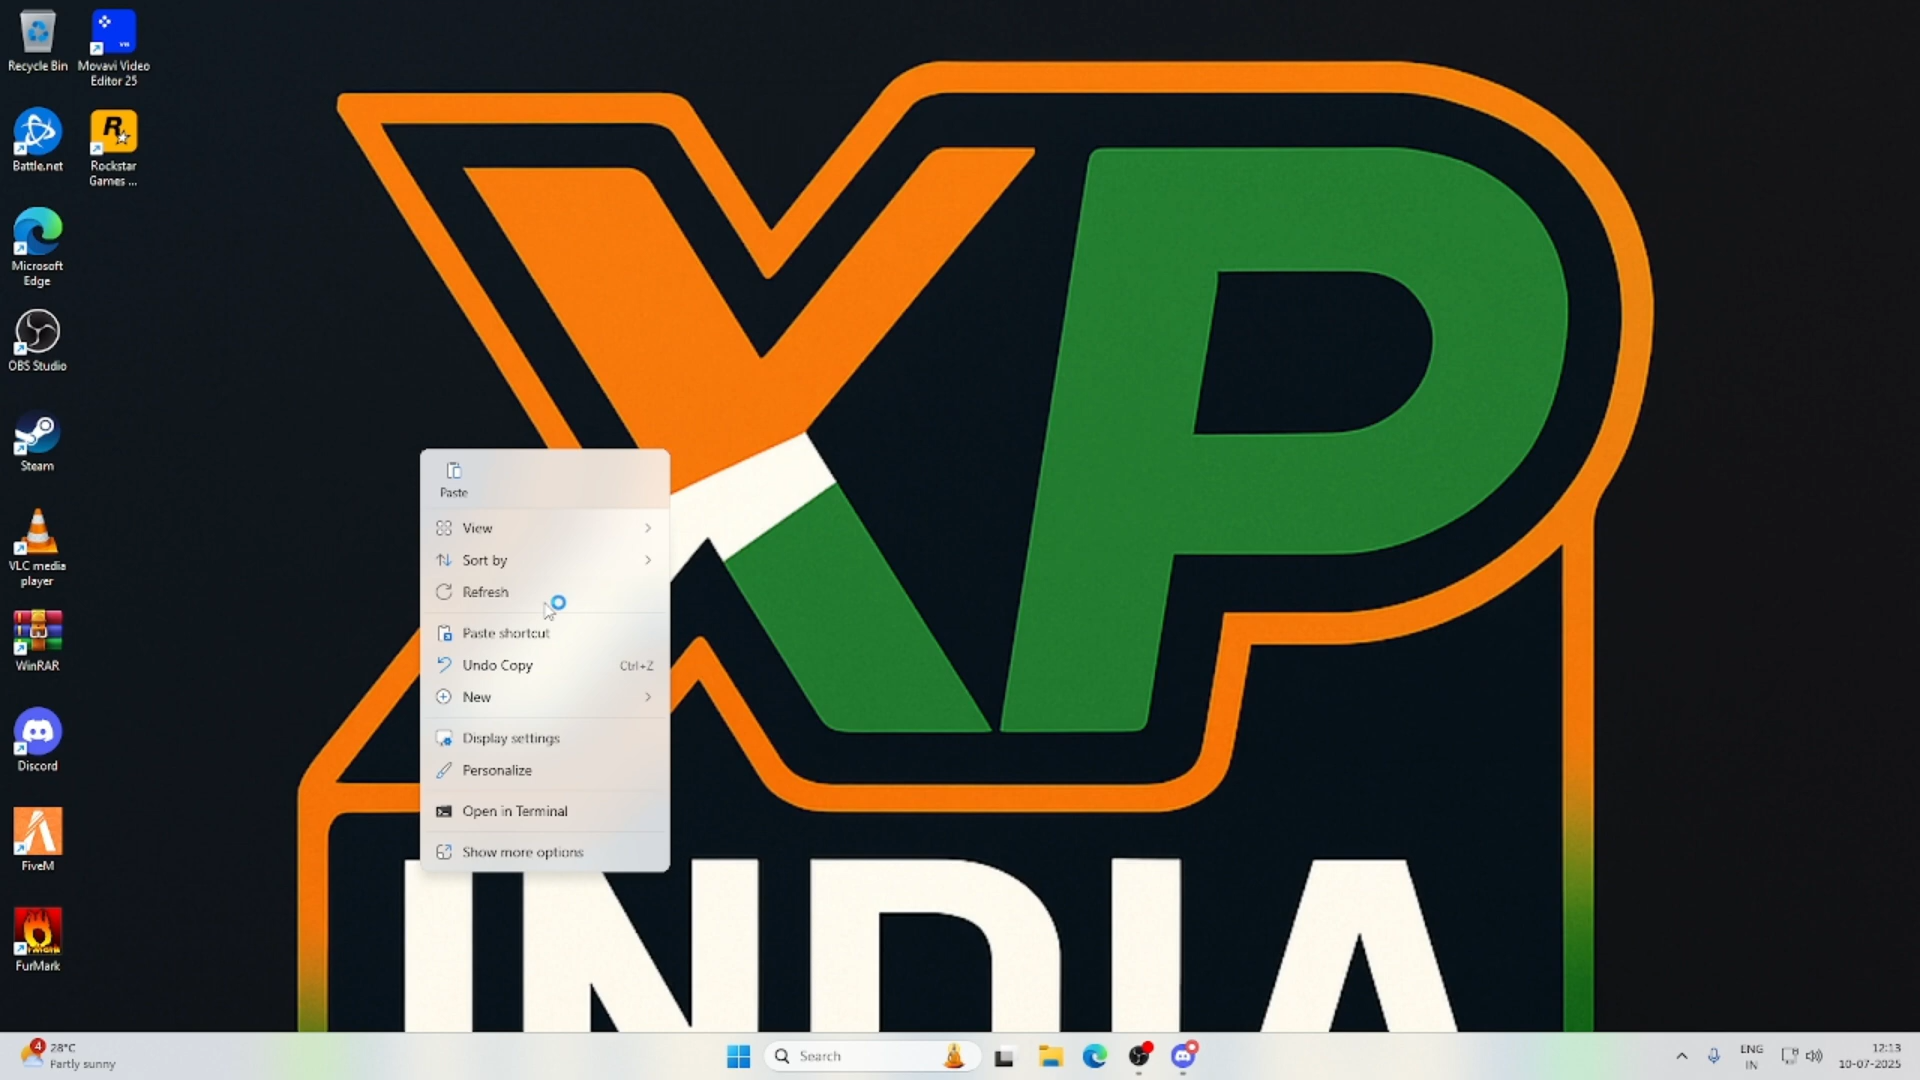 Recycle Bin
Movavi Video
Editor 25
Battle.net
Rockstar
Games ...
Microsoft
Edge
OBS Studio
Steam
VLC media
player
WinRAR
Discord
FiveM
FurMark
XP
INDIA
Paste
View
Sort by
Refresh
Paste shortcut
Undo Copy Ctrl+Z
New
Display settings
Personalize
Open in Terminal
Show more options
4
28°C
Partly sunny
Search
ENG
IN
12:13
10-07-2025